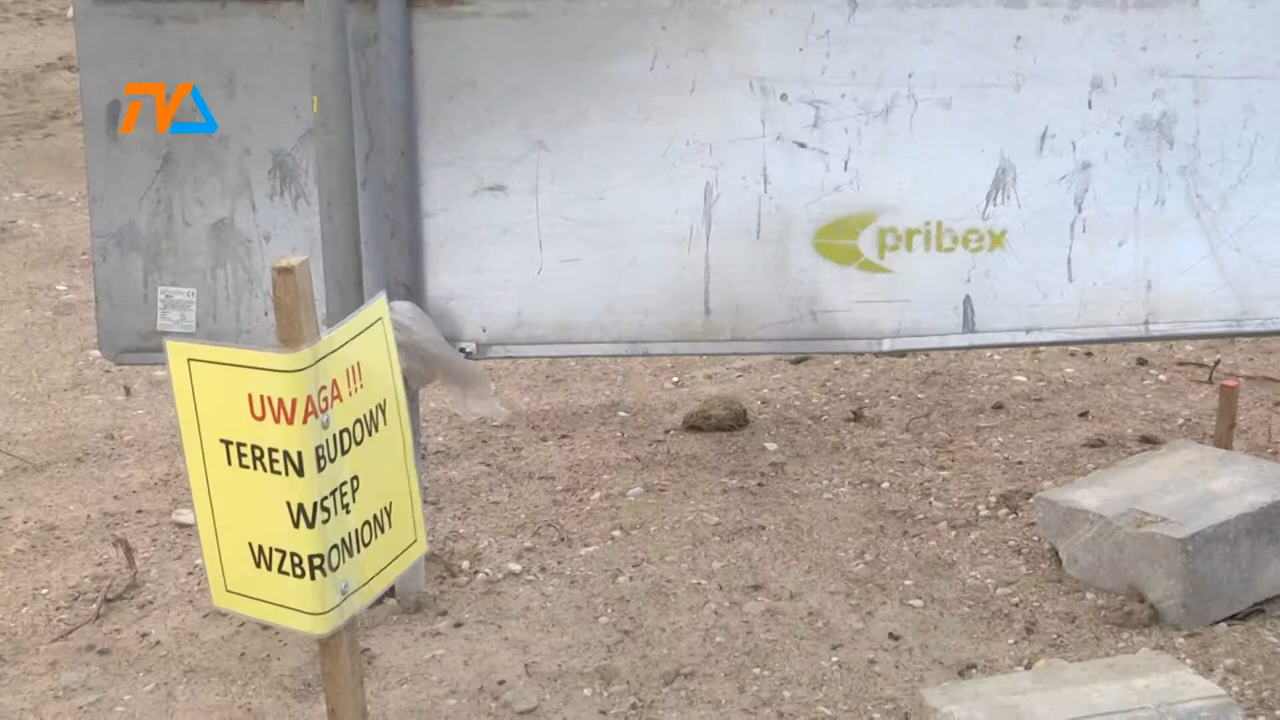 TVA
pribex
UWAGA !!!
TEREN BUDOWY
WSTĘP
WZBRONIONY